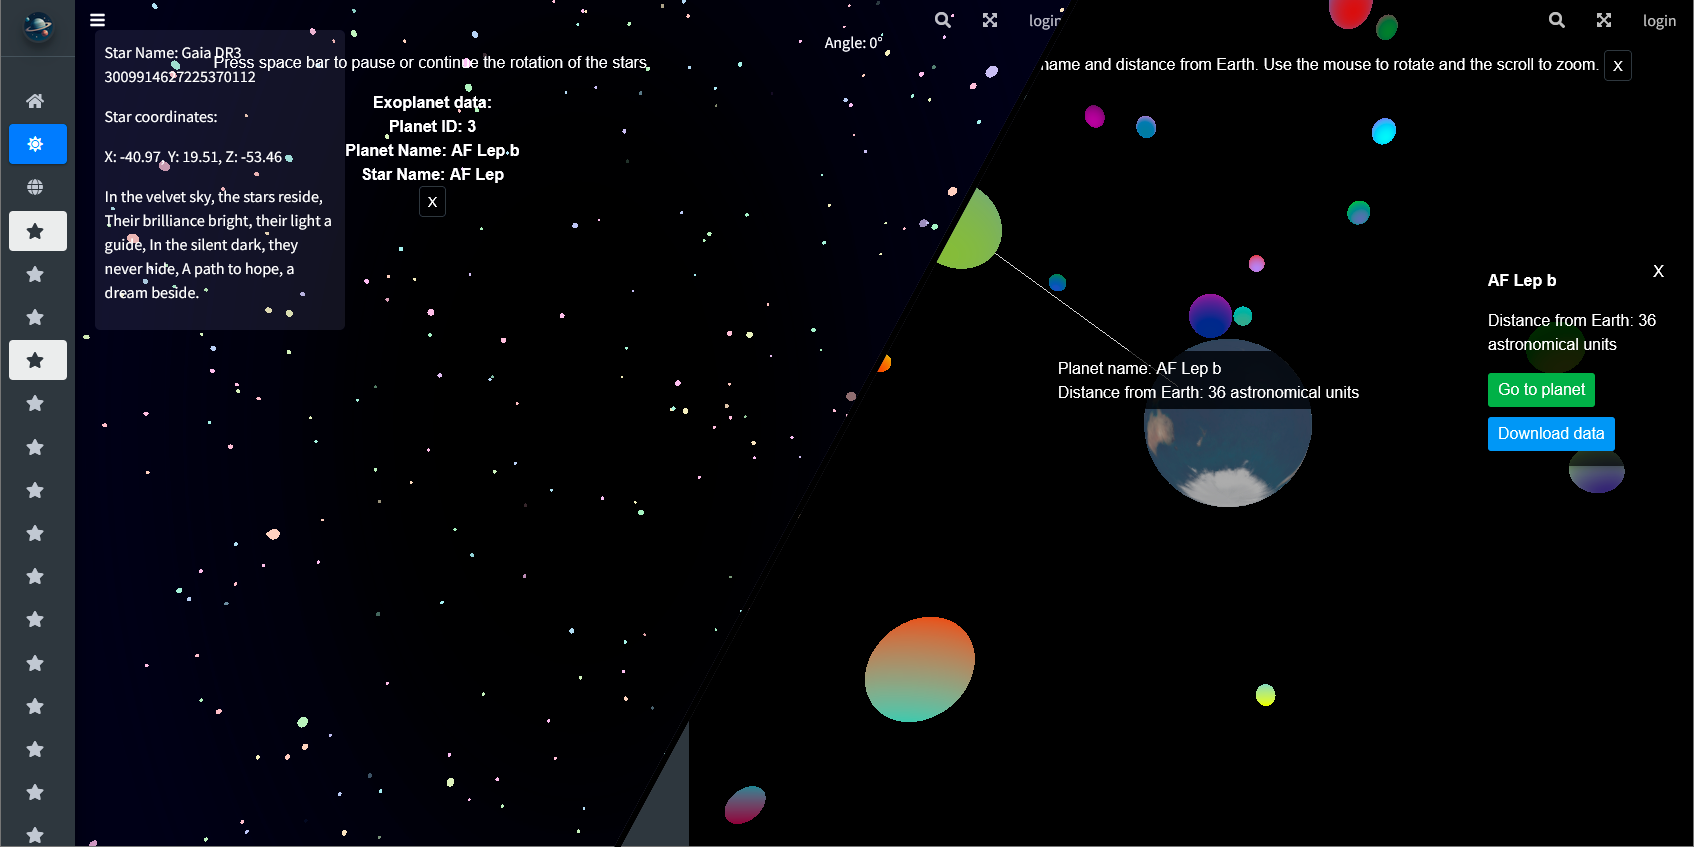 login
login
Angle: 0°
Star Name: Gaia DR3
3009914627225370112
Press space bar to pause or continue the rotation of the stars
Star coordinates:
X: -40.97, Y: 19.51, Z: -53.46
In the velvet sky, the stars reside,
Their brilliance bright, their light a
guide, In the silent dark, they
never hide, A path to hope, a
dream beside.
Exoplanet data:
Planet ID: 3
Planet Name: AF Lep b
Star Name: AF Lep
X
name and distance from Earth. Use the mouse to rotate and the scroll to zoom.
X
Planet name: AF Lep b
Distance from Earth: 36 astronomical units
X
AF Lep b
Distance from Earth: 36
astronomical units
Go to planet
Download data